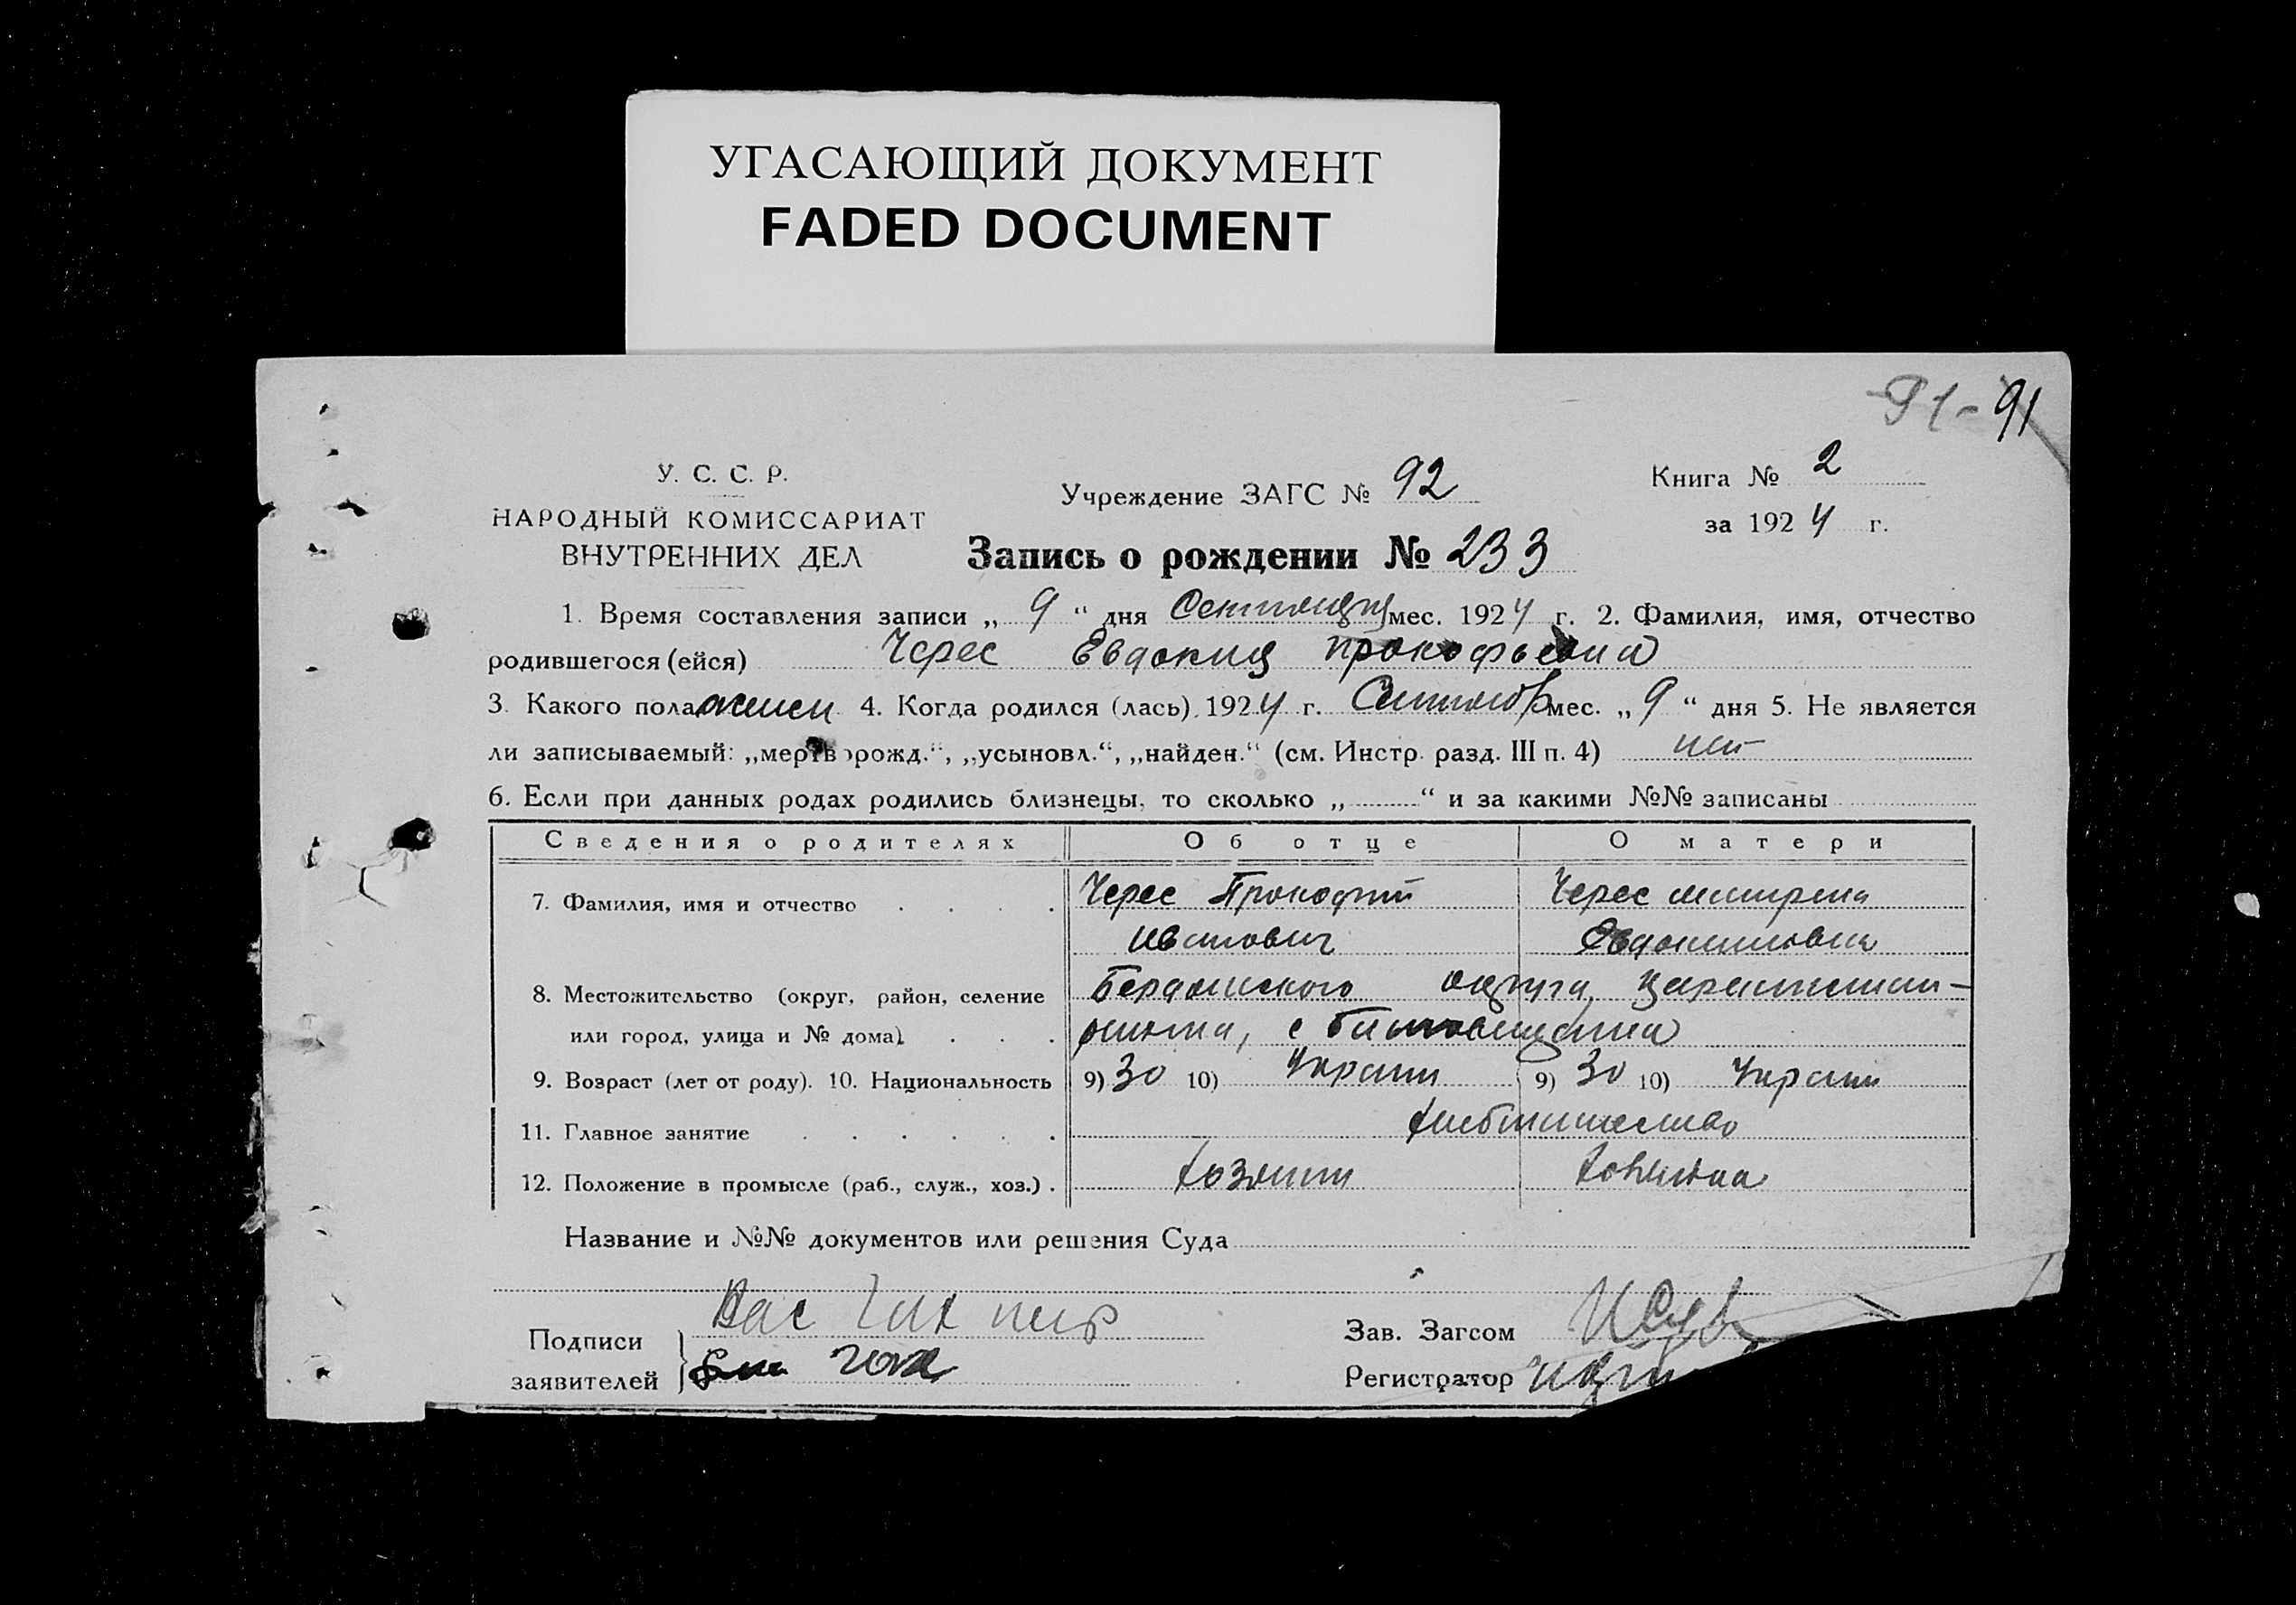 УГАСАЮЩИЙ ДОКУМЕНТ
FADED DOCUMENT
91- 91
У. С. С. Р.
НАРОДНЫЙ КОМИССАРИАТ
ВНУТРЕННИХ ДЕЛ
Учреждение ЗАГС № 92
Книга № 2
за 1924 г.
Запись о рождении № 233
1. Время составления записи „ 9 “ дня Сентября мес. 1924 г. 2. Фамилия, имя, отчество
родившегося (ейся) Черес Евдокия Прокофьевна
3. Какого пола женск 4. Когда родился (лась) 1924 г. Сентябр мес. „ 9 “ дня 5. Не является
ли записываемый: „мертворожд.“, „усыновл.“, „найден.“ (см. Инстр. разд. III п. 4) нет
6. Если при данных родах родились близнецы, то сколько „ “ и за какими №№ записаны
Сведения о родителях Об отце О матери
7. Фамилия, имя и отчество Черес Прокофий Черес
Иванович Евдокимовна
8. Местожительство (округ, район, селение Бердянского округа,
или город, улица и № дома) района, с
9. Возраст (лет от роду). 10. Национальность 9) 30 10) Украин 9) 30 10) Украин
11. Главное занятие хлебопашество
12. Положение в промысле (раб., служ., хоз.) хозяин хозяйка
Название и №№ документов или решения Суда
Подписи
заявителей
Зав. Загсом
Регистратор